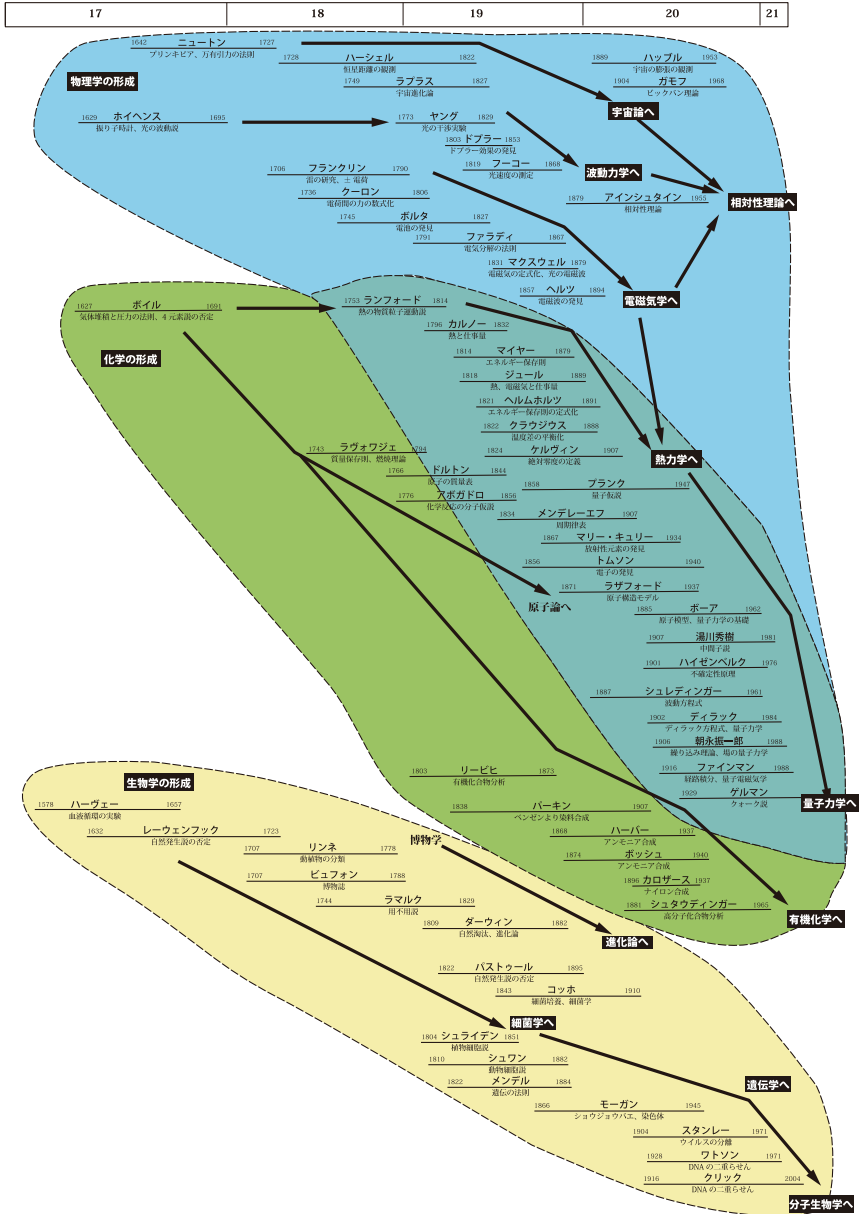 17 18 19 20 21
1642 ニュートン 1727
プリンキピア、万有引力の法則
1728 ハーシェル 1822
恒星距離の観測
1889 ハッブル 1953
宇宙の膨張の観測
物理学の形成
1749 ラプラス 1827
宇宙進化論
1904 ガモフ 1968
ビックバン理論
宇宙論へ
1629 ホイヘンス 1695
振り子時計、光の波動説
1773 ヤング 1829
光の干渉実験
1803 ドプラー 1853
ドプラー効果の発見
1819 フーコー 1868
光速度の測定
波動力学へ
1706 フランクリン 1790
雷の研究、± 電荷
1736 クーロン 1806
電荷間の力の数式化
1879 アインシュタイン 1955
相対性理論
相対性理論へ
1745 ボルタ 1827
電池の発見
1791 ファラディ 1867
電気分解の法則
1831 マクスウェル 1879
電磁気の定式化、光の電磁波
1857 ヘルツ 1894
電磁波の発見
電磁気学へ
1627 ボイル 1691
気体堆積と圧力の法則、4 元素説の否定
1753 ランフォード 1814
熱の物質粒子運動説
1796 カルノー 1832
熱と仕事量
化学の形成
1814 マイヤー 1879
エネルギー保存則
1818 ジュール 1889
熱、電磁気と仕事量
1821 ヘルムホルツ 1891
エネルギー保存則の定式化
1822 クラウジウス 1888
温度差の平衡化
1743 ラヴォワジェ 1794
質量保存則、燃焼理論
1824 ケルヴィン 1907
絶対零度の定義
熱力学へ
1766 ドルトン 1844
原子の質量表
1858 プランク 1947
量子仮説
1776 アボガドロ 1856
化学反応の分子仮説
1834 メンデレーエフ 1907
周期律表
1867 マリー・キュリー 1934
放射性元素の発見
1856 トムソン 1940
電子の発見
1871 ラザフォード 1937
原子構造モデル
原子論へ
1885 ボーア 1962
原子模型、量子力学の基礎
1907 湯川秀樹 1981
中間子説
1901 ハイゼンベルク 1976
不確定性原理
1887 シュレディンガー 1961
波動方程式
1902 ディラック 1984
ディラック方程式、量子力学
1906 朝永振一郎 1988
繰り込み理論、場の量子力学
1916 ファインマン 1988
経路積分、量子電磁気学
1929 ゲルマン
クォーク説
量子力学へ
1803 リービヒ 1873
有機化合物分析
1838 パーキン 1907
ベンゼンより染料合成
1868 ハーバー 1937
アンモニア合成
1874 ボッシュ 1940
アンモニア合成
1896 カロザース 1937
ナイロン合成
1881 シュタウディンガー 1965
高分子化合物分析
有機化学へ
生物学の形成
1578 ハーヴェー 1657
血液循環の実験
1632 レーウェンフック 1723
自然発生説の否定
博物学
1707 リンネ 1778
動植物の分類
1707 ビュフォン 1788
博物誌
1744 ラマルク 1829
用不用説
1809 ダーウィン 1882
自然淘汰、進化論
進化論へ
1822 パストゥール 1895
自然発生説の否定
1843 コッホ 1910
細菌培養、細菌学
細菌学へ
1804 シュライデン 1851
植物細胞説
1810 シュワン 1882
動物細胞説
1822 メンデル 1884
遺伝の法則
遺伝学へ
1866 モーガン 1945
ショウジョウバエ、染色体
1904 スタンレー 1971
ウイルスの分離
1928 ワトソン 1971
DNA の二重らせん
1916 クリック 2004
DNA の二重らせん
分子生物学へ